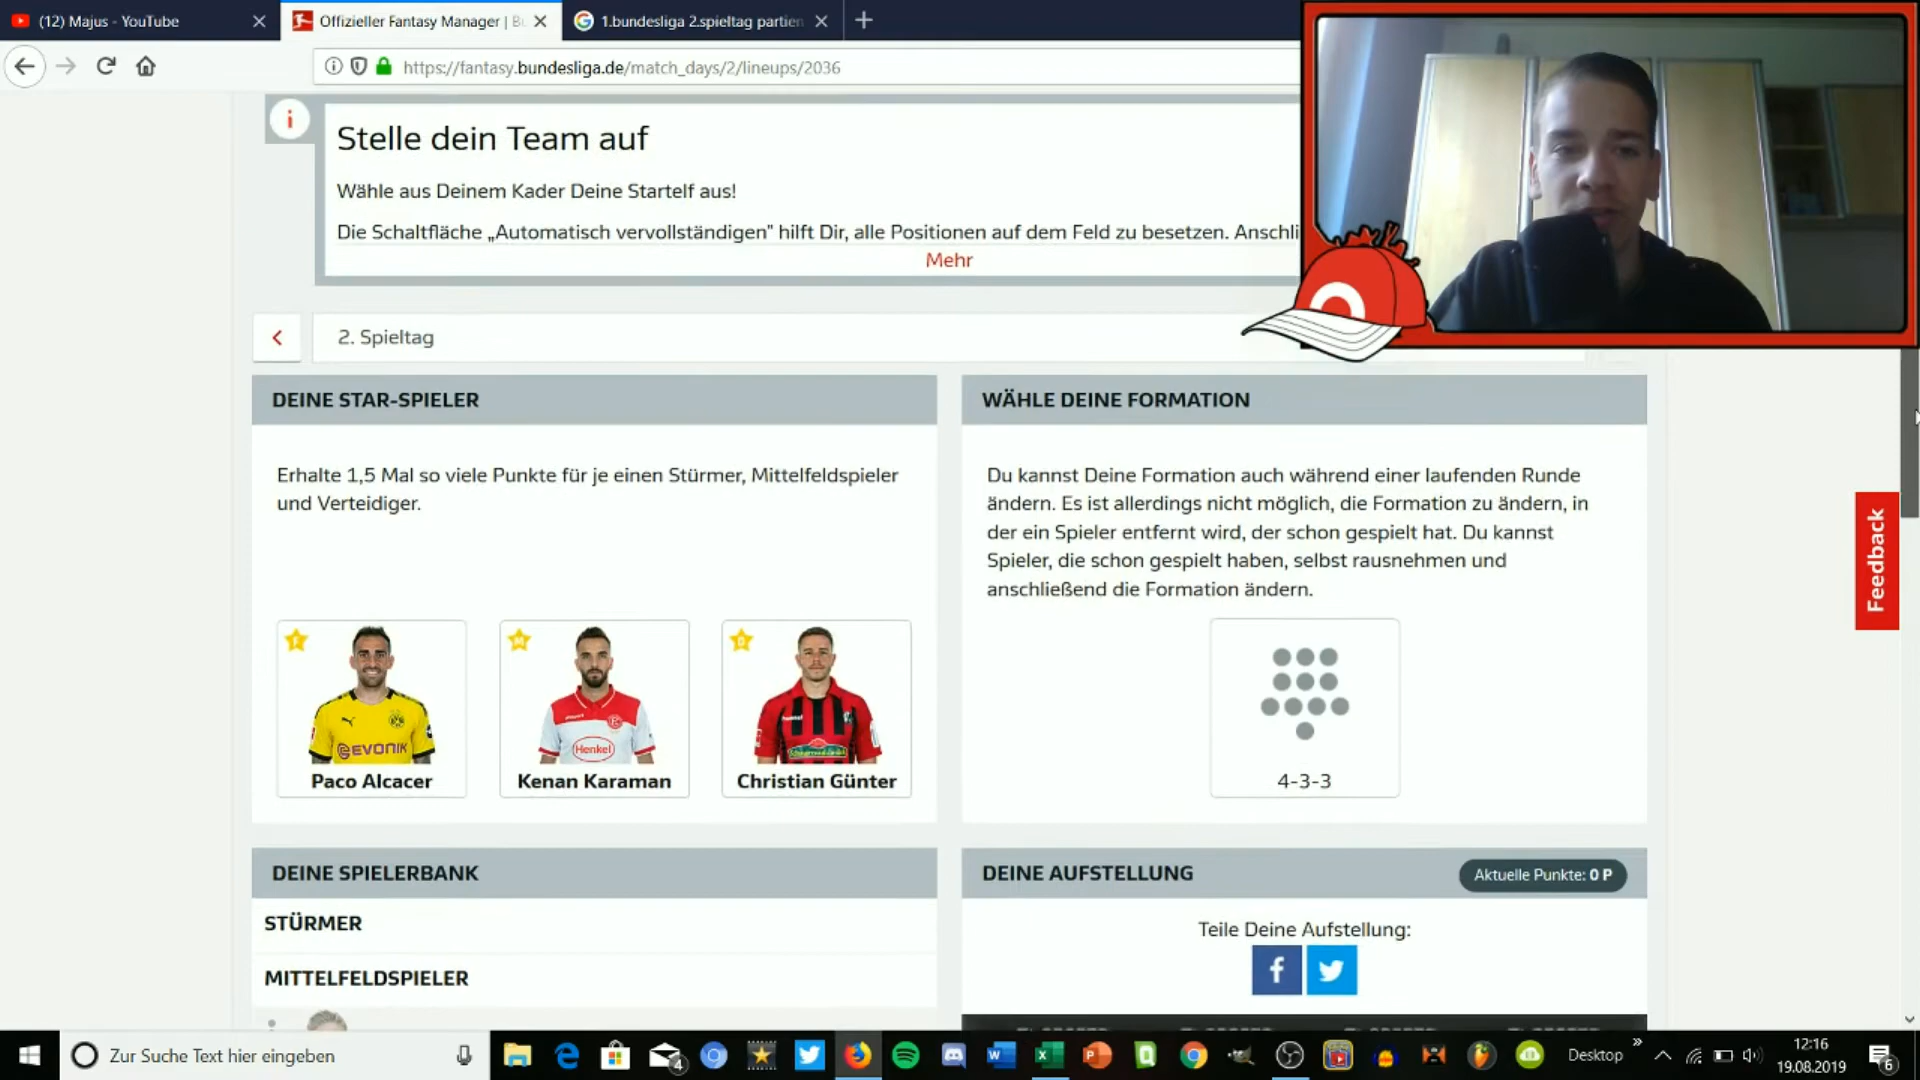 (12) Majus - YouTube
Offizieller Fantasy Manager | B
1.bundesliga 2.spieltag partien
https://fantasy.bundesliga.de/match_days/2/lineups/2036
Stelle dein Team auf
Wähle aus Deinem Kader Deine Startelf aus!
Die Schaltfläche „Automatisch vervollständigen" hilft Dir, alle Positionen auf dem Feld zu besetzen. Anschli
Mehr
2. Spieltag
DEINE STAR-SPIELER
Erhalte 1,5 Mal so viele Punkte für je einen Stürmer, Mittelfeldspieler
und Verteidiger.
EVONIK
Henkel
Paco Alcacer
Kenan Karaman
Christian Günter
WÄHLE DEINE FORMATION
Du kannst Deine Formation auch während einer laufenden Runde
ändern. Es ist allerdings nicht möglich, die Formation zu ändern, in
der ein Spieler entfernt wird, der schon gespielt hat. Du kannst
Spieler, die schon gespielt haben, selbst rausnehmen und
anschließend die Formation ändern.
4-3-3
Feedback
DEINE SPIELERBANK
STÜRMER
MITTELFELDSPIELER
DEINE AUFSTELLUNG
Aktuelle Punkte: 0 P
Teile Deine Aufstellung:
Zur Suche Text hier eingeben
4
Desktop
12:16
19.08.2019
6